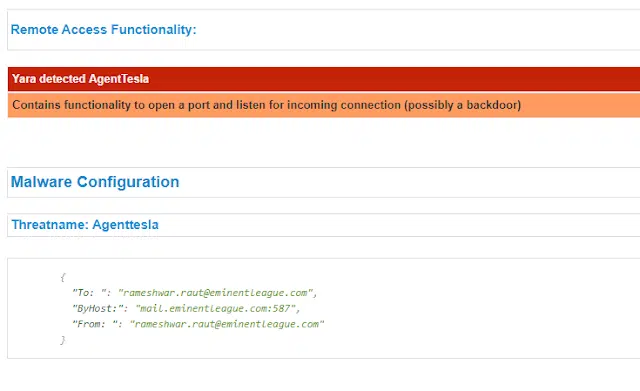 Remote Access Functionality:
Yara detected AgentTesla
Contains functionality to open a port and listen for incoming connection (possibly a backdoor)
Malware Configuration
Threatname: Agenttesla
{
"To: ": "rameshwar.raut@eminentleague.com",
"ByHost:": "mail.eminentleague.com:587",
"From: ": "rameshwar.raut@eminentleague.com"
}